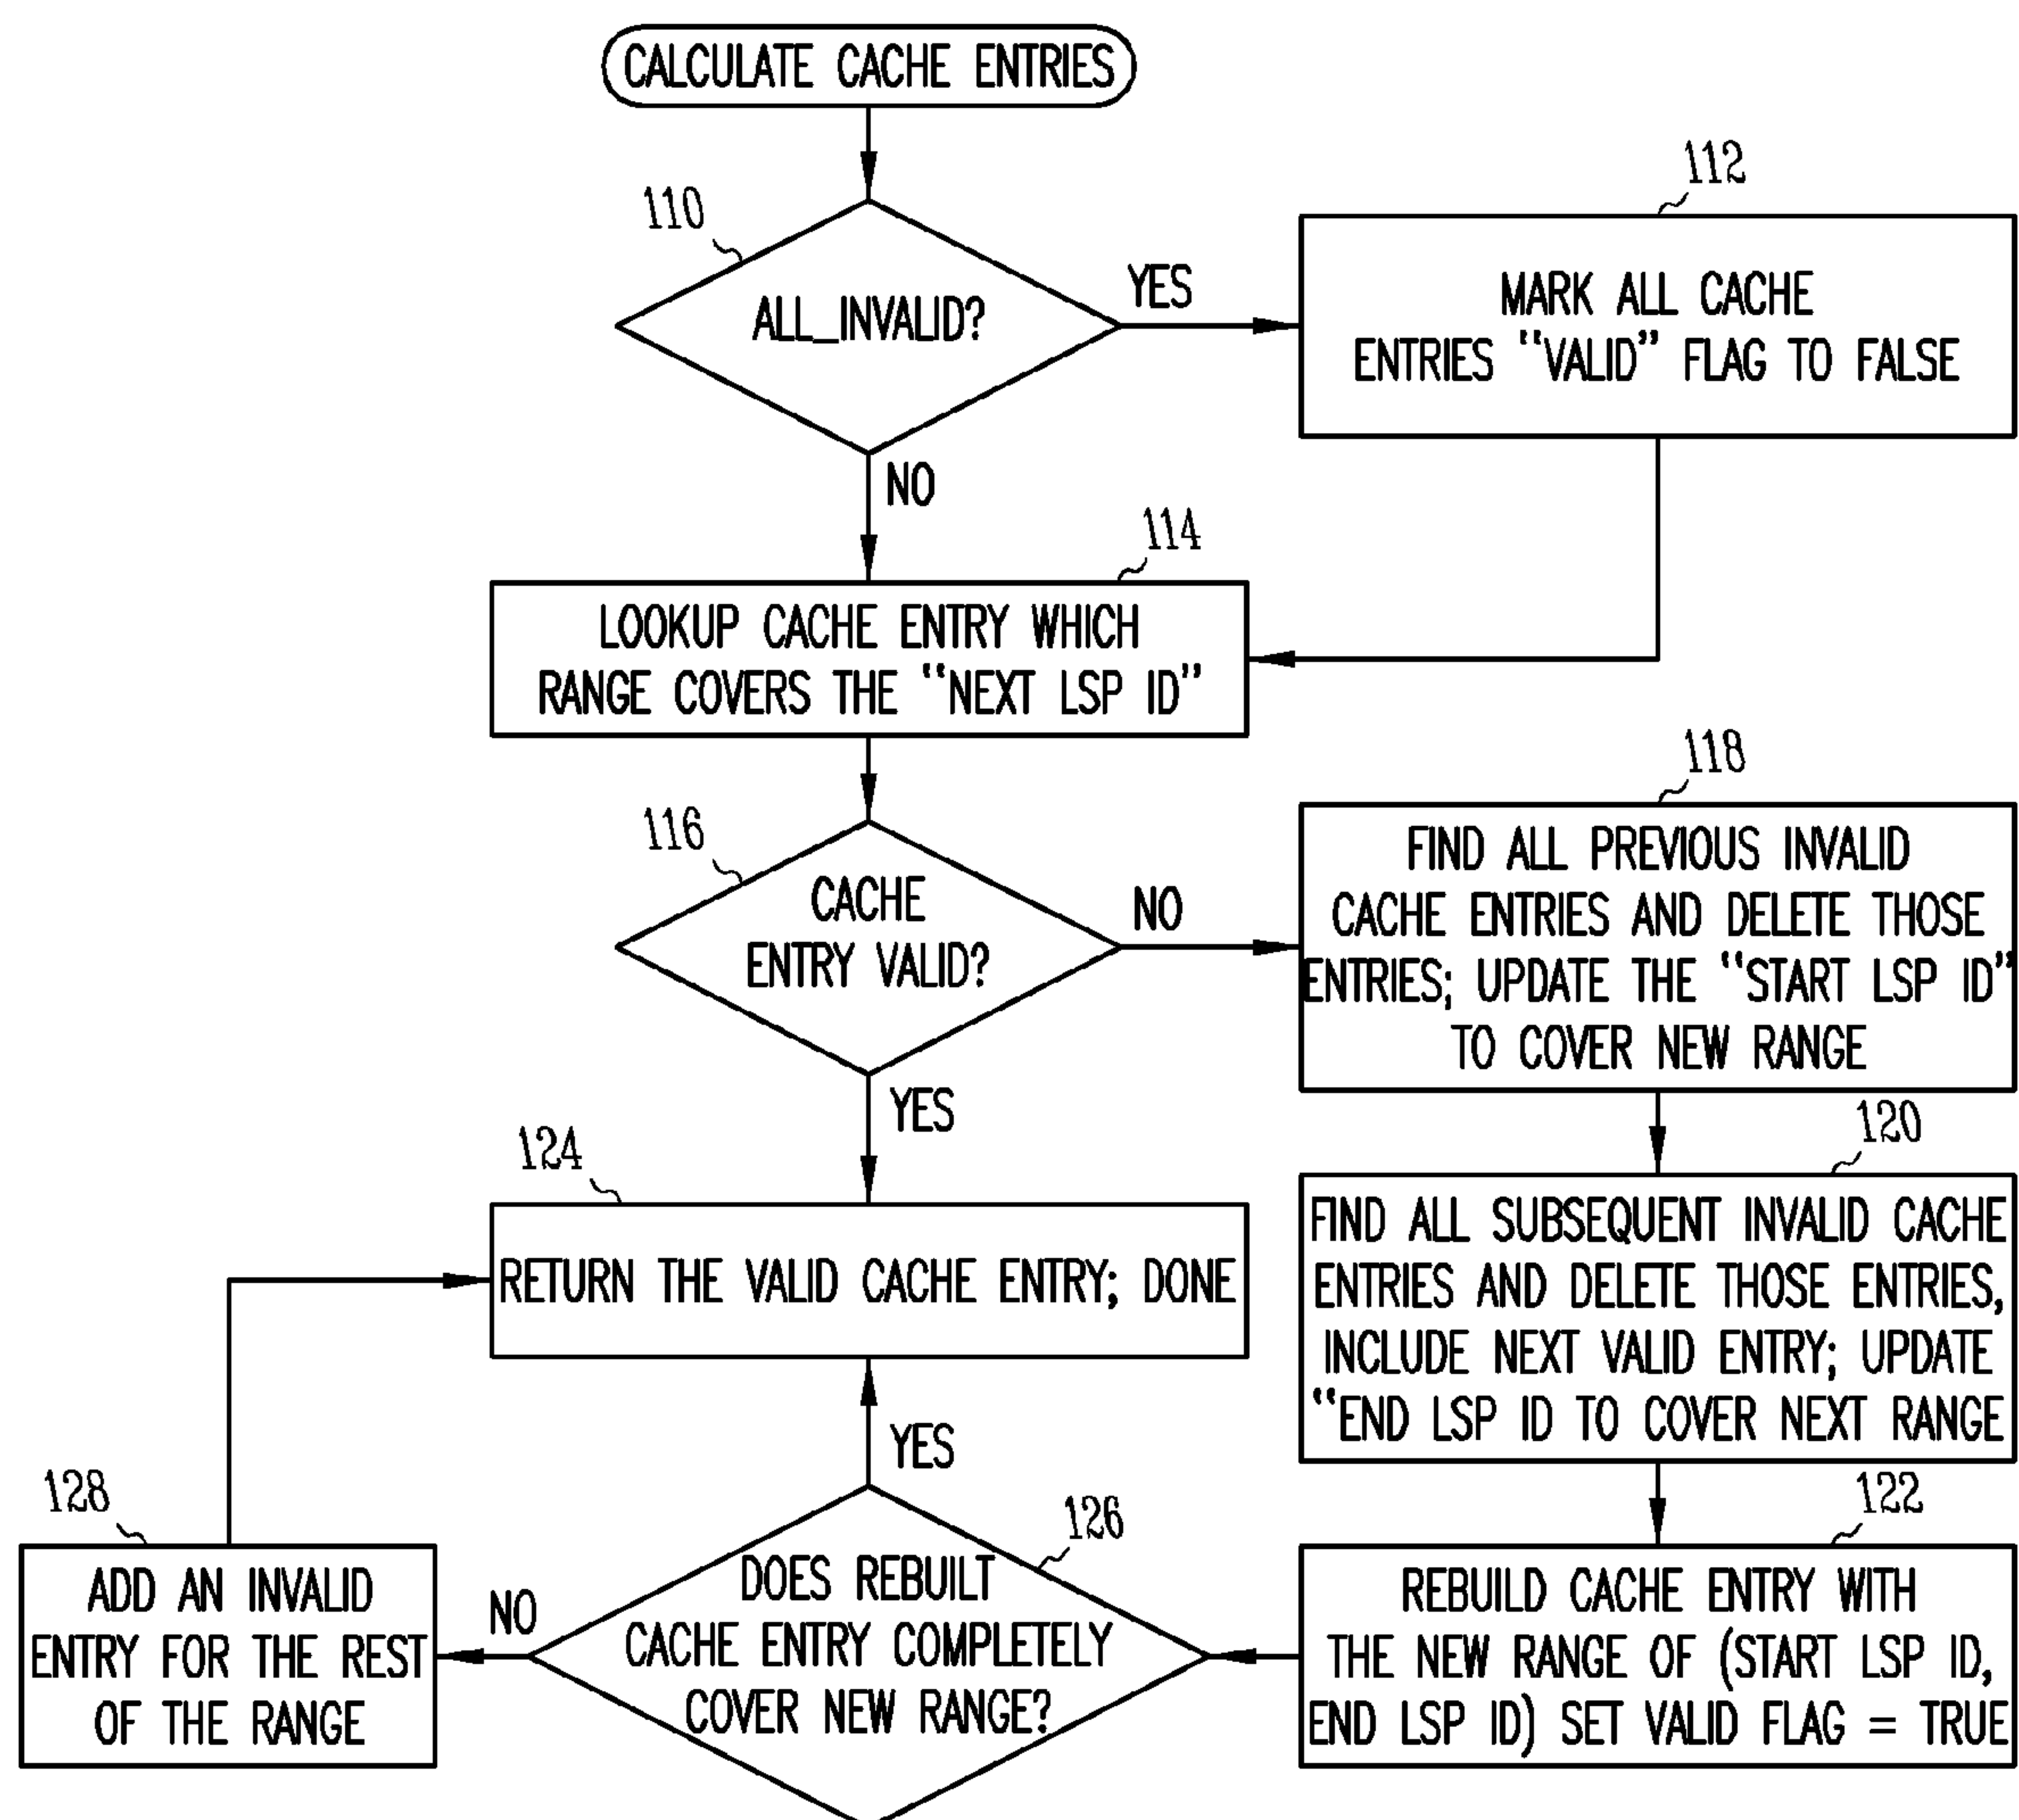 CALCULATE CACHE ENTRIES
110
ALL_INVALID?
YES
NO
112
MARK ALL CACHE
ENTRIES "VALID" FLAG TO FALSE
114
LOOKUP CACHE ENTRY WHICH
RANGE COVERS THE "NEXT LSP ID"
116
CACHE
ENTRY VALID?
NO
YES
118
FIND ALL PREVIOUS INVALID
CACHE ENTRIES AND DELETE THOSE
ENTRIES; UPDATE THE "START LSP ID"
TO COVER NEW RANGE
120
FIND ALL SUBSEQUENT INVALID CACHE
ENTRIES AND DELETE THOSE ENTRIES,
INCLUDE NEXT VALID ENTRY; UPDATE
"END LSP ID TO COVER NEXT RANGE
122
REBUILD CACHE ENTRY WITH
THE NEW RANGE OF (START LSP ID,
END LSP ID) SET VALID FLAG = TRUE
124
RETURN THE VALID CACHE ENTRY; DONE
YES
126
DOES REBUILT
CACHE ENTRY COMPLETELY
COVER NEW RANGE?
NO
128
ADD AN INVALID
ENTRY FOR THE REST
OF THE RANGE